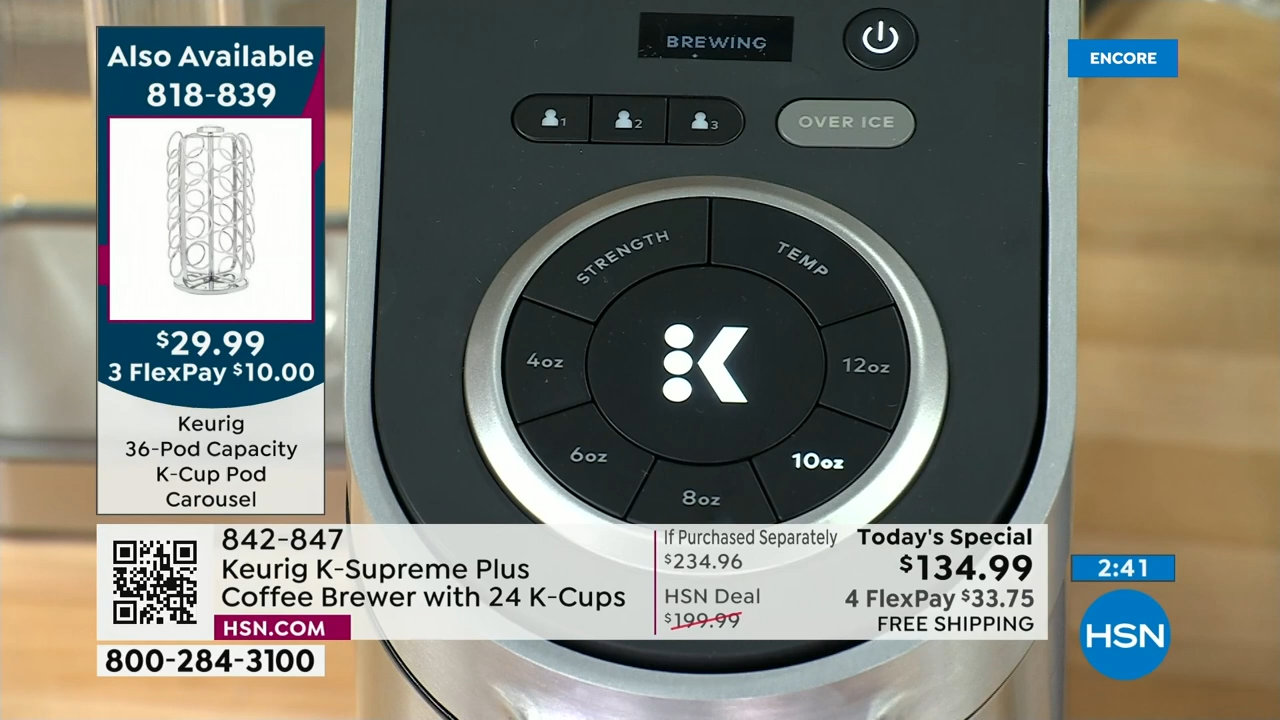 Also Available
818-839
$29.99
3 FlexPay $10.00
Keurig
36-Pod Capacity
K-Cup Pod
Carousel
BREWING
1
2
3
OVER ICE
STRENGTH
TEMP
4oz
12oz
K
6oz
10oz
8oz
ENCORE
842-847
Keurig K-Supreme Plus
Coffee Brewer with 24 K-Cups
HSN.COM
800-284-3100
If Purchased Separately
$234.96
HSN Deal
$199.99
Today's Special
$134.99
4 FlexPay $33.75
FREE SHIPPING
2:41
HSN